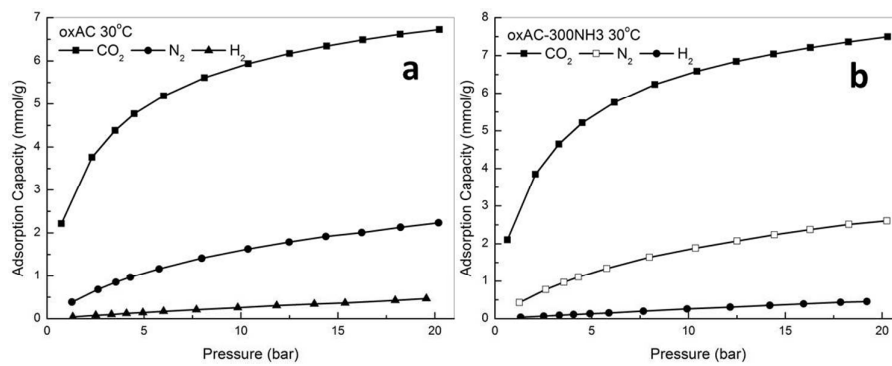 oxAC 30°C
CO₂ N₂ H₂
a
7
6
5
4
3
2
1
0
Adsorption Capacity (mmol/g)
0 5 10 15 20
Pressure (bar)
oxAC-300NH3 30°C
CO₂ N₂ H₂
b
8
7
6
5
4
3
2
1
0
Adsorption Capacity (mmol/g)
0 5 10 15 20
Pressure (bar)